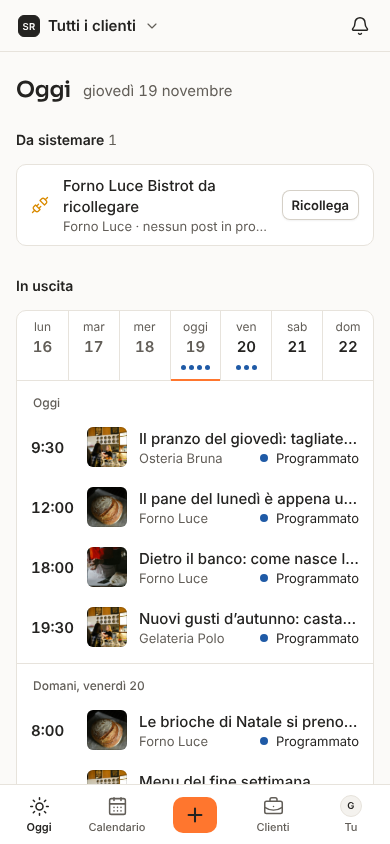 SR Tutti i clienti
Oggi giovedì 19 novembre
Da sistemare 1
Forno Luce Bistrot da
ricollegare
Forno Luce · nessun post in pro...
Ricollega
In uscita
lun mar mer oggi ven sab dom
16 17 18 19 20 21 22
Oggi
9:30 Il pranzo del giovedì: tagliate...
Osteria Bruna Programmato
12:00 Il pane del lunedì è appena u...
Forno Luce Programmato
18:00 Dietro il banco: come nasce l...
Forno Luce Programmato
19:30 Nuovi gusti d'autunno: casta...
Gelateria Polo Programmato
Domani, venerdì 20
8:00 Le brioche di Natale si preno...
Forno Luce Programmato
Menu del fine settimana
Oggi Calendario Clienti G Tu